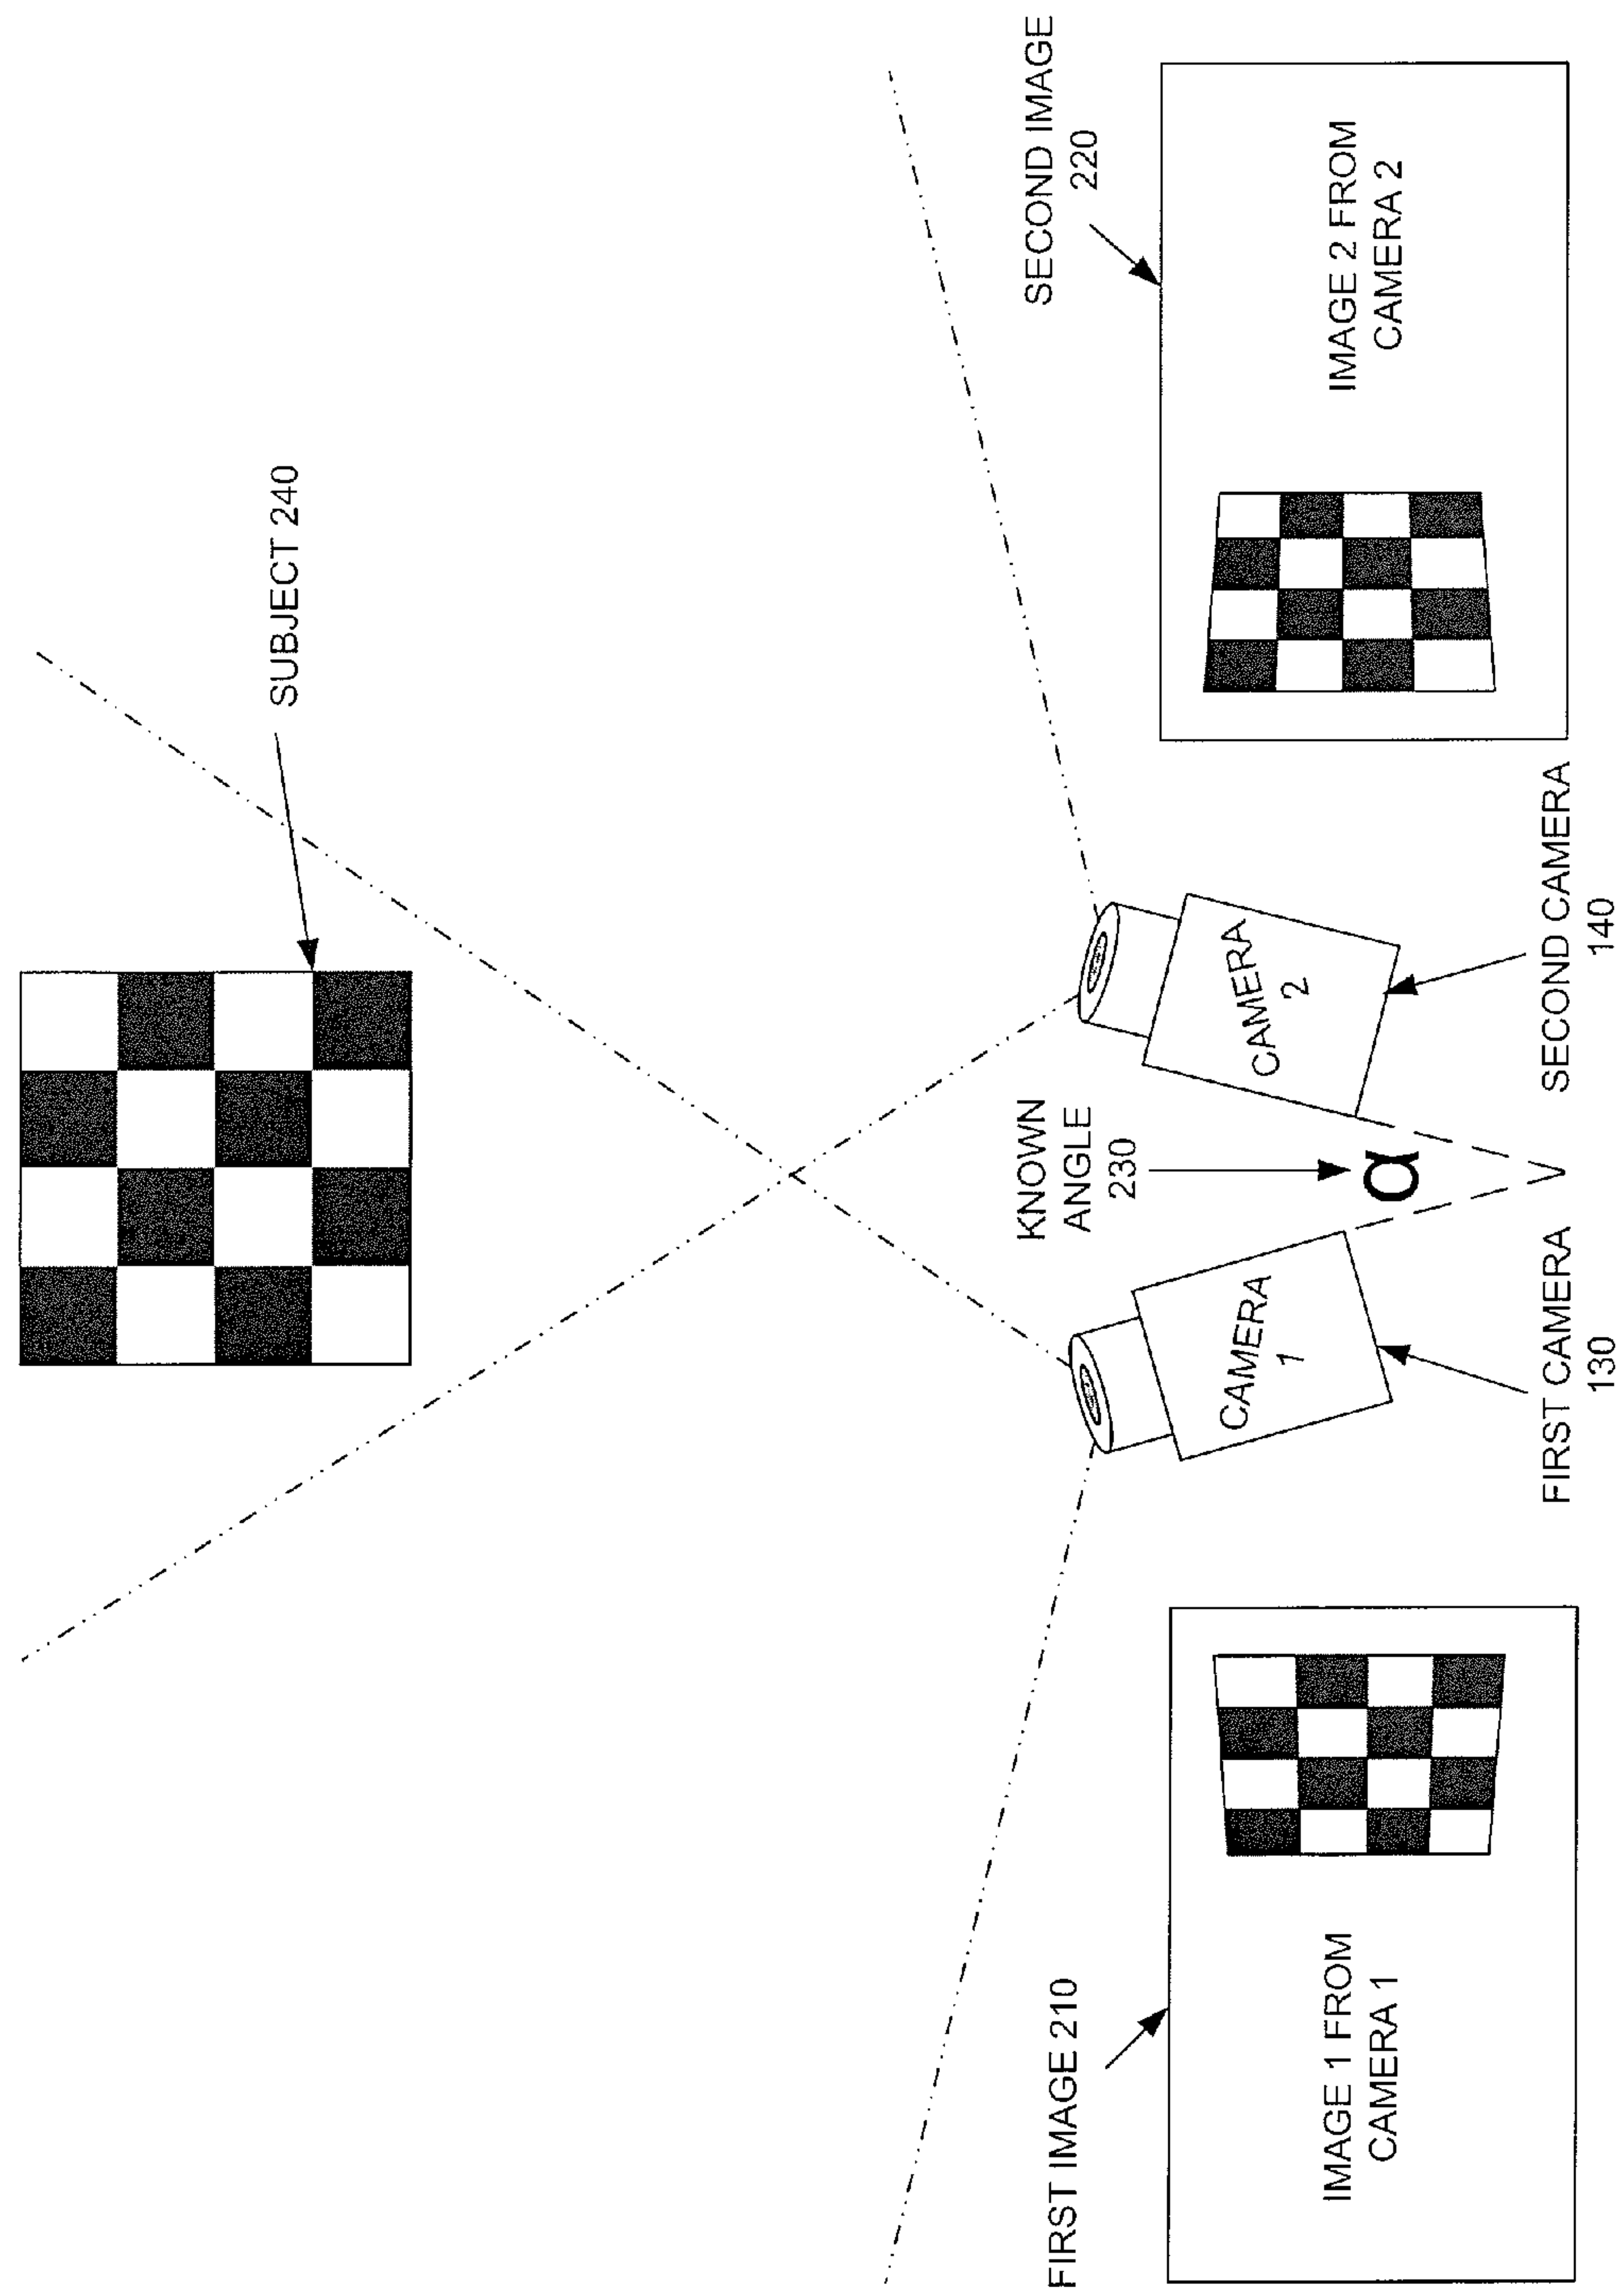 SUBJECT 240
FIRST IMAGE 210
IMAGE 1 FROM
CAMERA 1
KNOWN
ANGLE
230
α
CAMERA
1
CAMERA
2
FIRST CAMERA
130
SECOND CAMERA
140
SECOND IMAGE
220
IMAGE 2 FROM
CAMERA 2